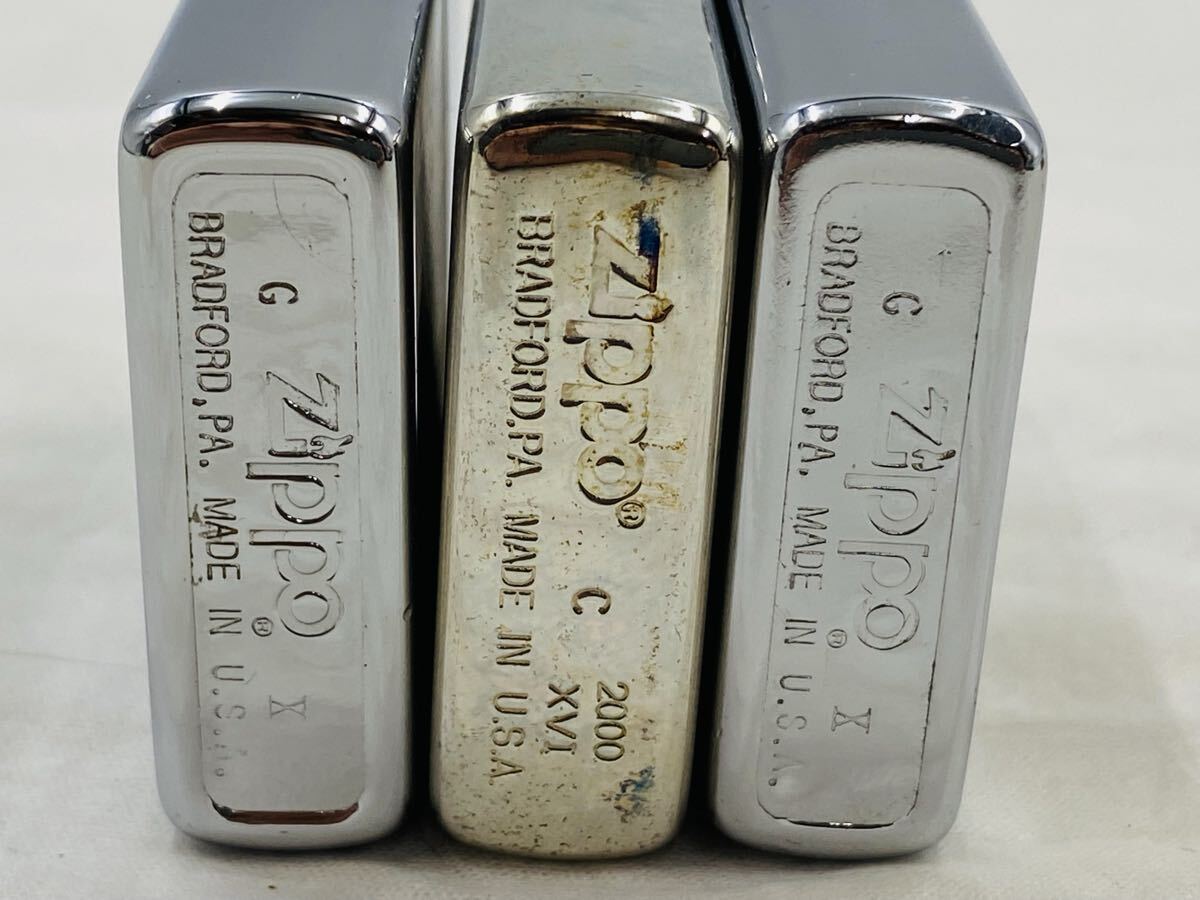 G Zippo® X
BRADFORD,PA. MADE IN U.S.A.
Zippo® C 2000
XVI
BRADFORD,PA. MADE IN U.S.A
C Zippo® X
BRADFORD,PA. MADE IN U.S.A.